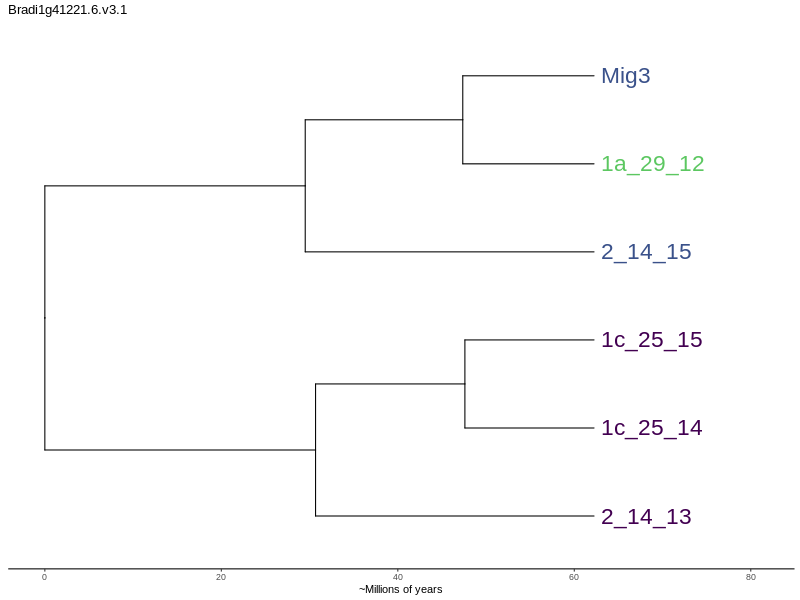 Bradi1g41221.6.v3.1
Mig3
1a_29_12
2_14_15
1c_25_15
1c_25_14
2_14_13
0 20 40 60 80
~Millions of years